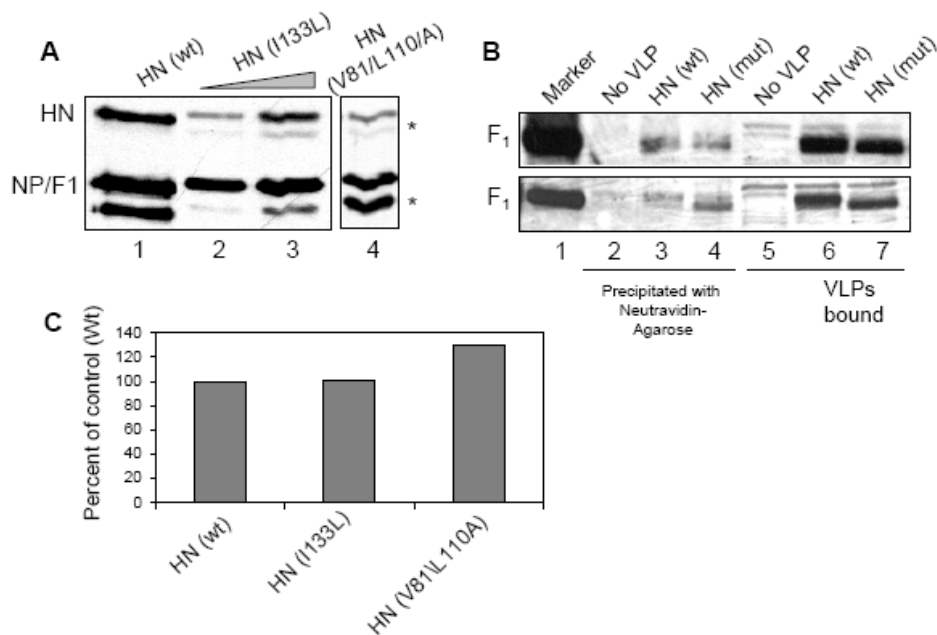 A
HN (wt)
HN (I133L)
HN
(V81/L110/A)
HN
*
NP/F1
*
1 2 3 4
B
Marker
No VLP
HN (wt)
HN (mut)
No VLP
HN (wt)
HN (mut)
F1
F1
1 2 3 4 5 6 7
Precipitated with
Neutravidin-
Agarose
VLPs
bound
C
Percent of control (Wt)
140
120
100
80
60
40
20
0
HN (wt)
HN (I133L)
HN (V81\L110A)